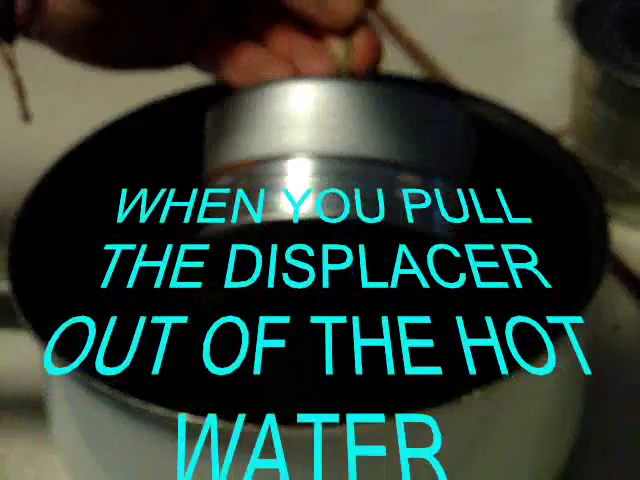 WHEN YOU PULL
THE DISPLACER
OUT OF THE HOT
WATER